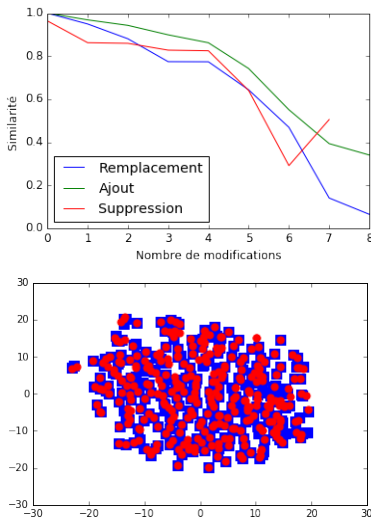 1.0
0.8
0.6
0.4
0.2
0.0
Similarité
Remplacement
Ajout
Suppression
0 1 2 3 4 5 6 7 8
Nombre de modifications
30
20
10
0
−10
−20
−30
−30 −20 −10 0 10 20 30